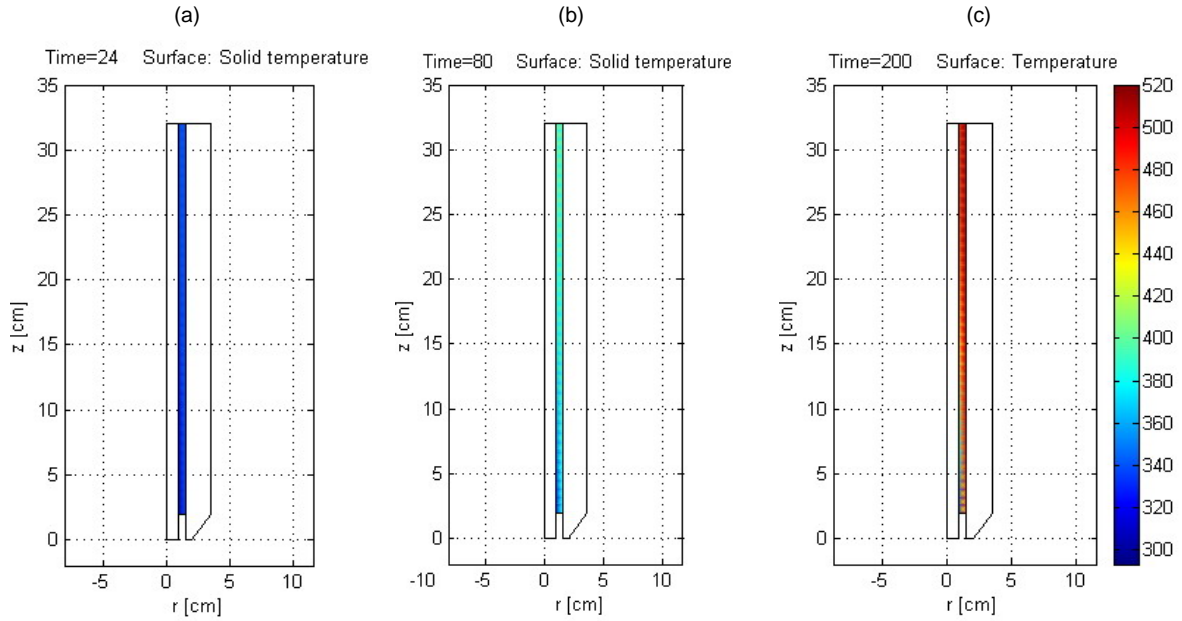 (a) (b) (c)
Time=24 Surface: Solid temperature
Time=80 Surface: Solid temperature
Time=200 Surface: Temperature
35
30
25
20
15
10
5
0
z [cm]
-5 0 5 10
r [cm]
35
30
25
20
15
10
5
0
z [cm]
-10 -5 0 5 10
r [cm]
35
30
25
20
15
10
5
0
z [cm]
-5 0 5 10
r [cm]
520
500
480
460
440
420
400
380
360
340
320
300